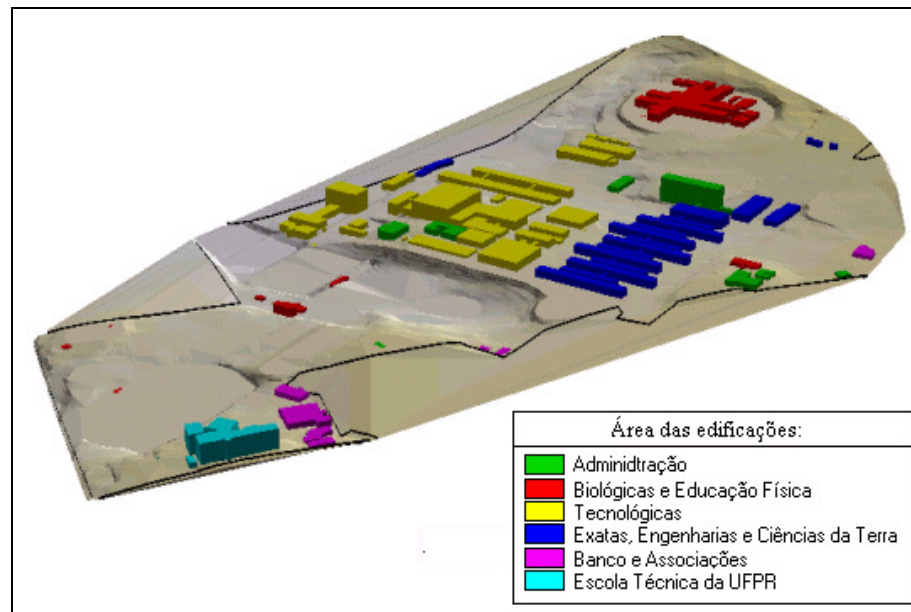 Área das edificações:
Adminidtração
Biológicas e Educação Física
Tecnológicas
Exatas, Engenharias e Ciências da Terra
Banco e Associações
Escola Técnica da UFPR